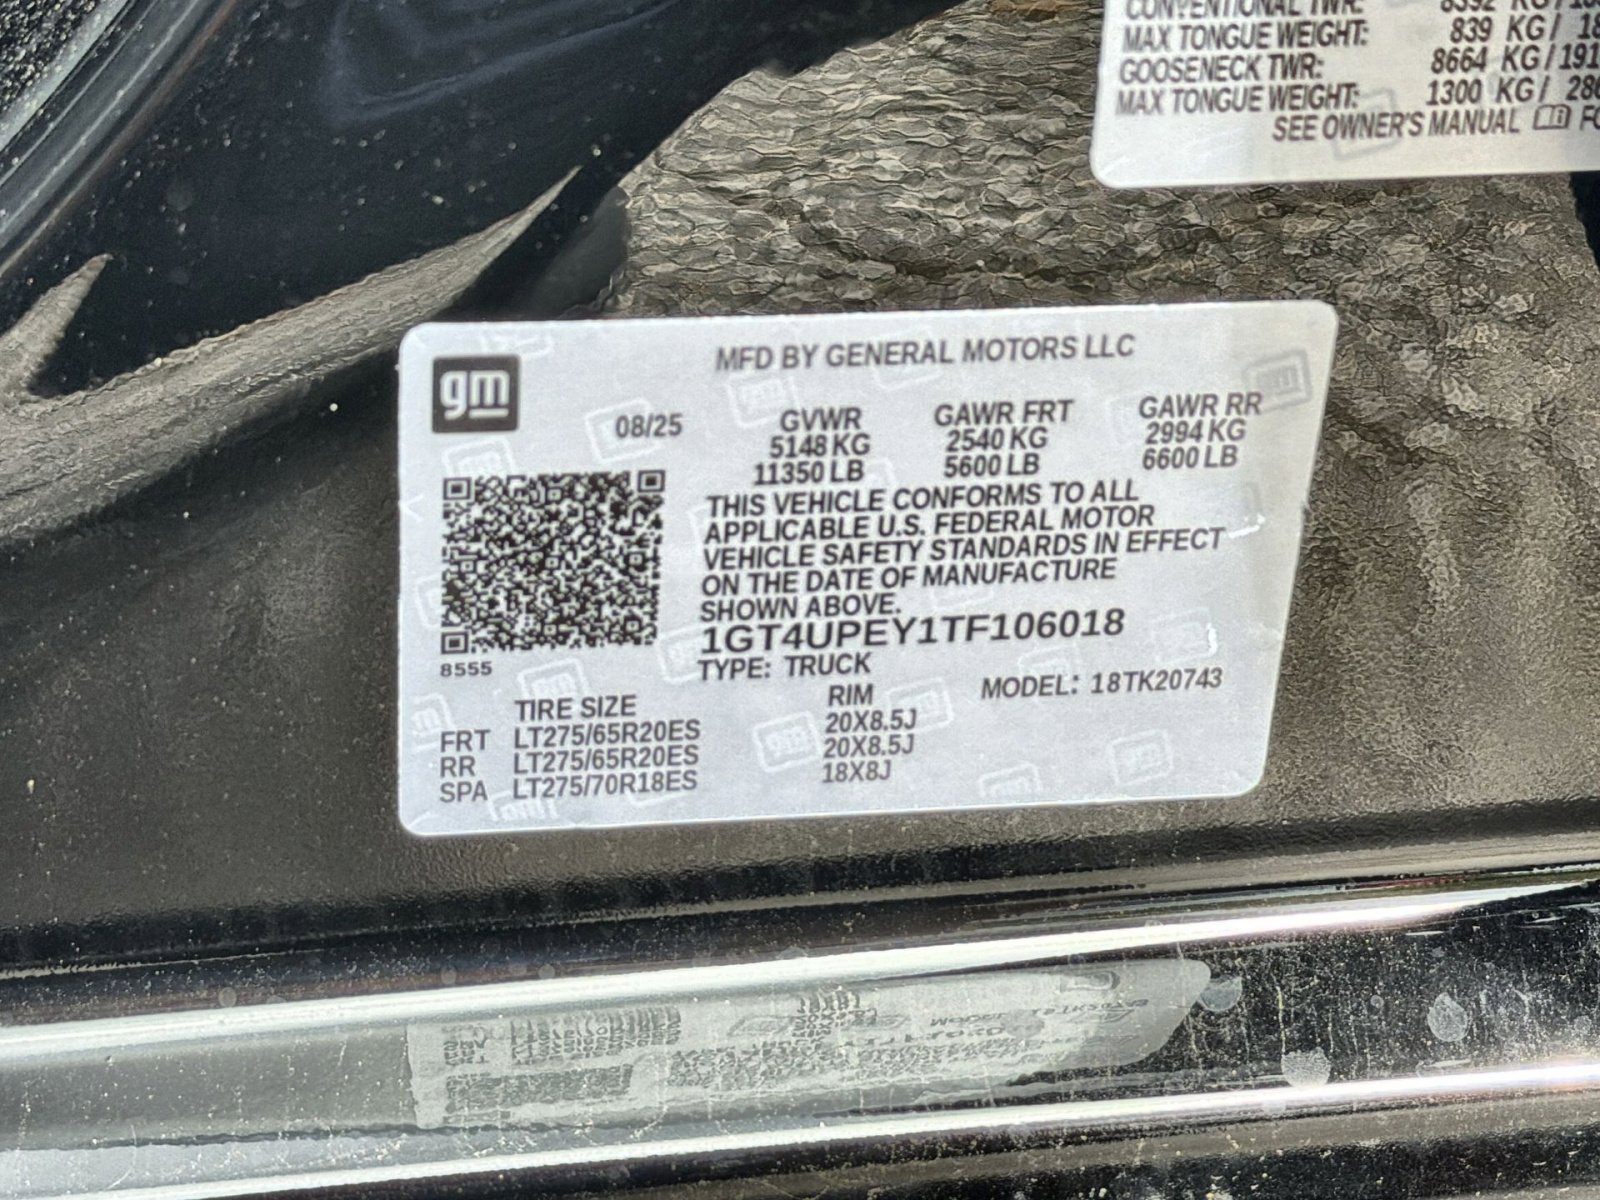 CONVENTIONAL TWR: 8392 KG/
MAX TONGUE WEIGHT: 839 KG/
GOOSENECK TWR: 8664 KG/
MAX TONGUE WEIGHT: 1300 KG/
SEE OWNER'S MANUAL
gm
MFD BY GENERAL MOTORS LLC
08/25 GVWR GAWR FRT GAWR RR
5148 KG 2540 KG 2994 KG
11350 LB 5600 LB 6600 LB
THIS VEHICLE CONFORMS TO ALL
APPLICABLE U.S. FEDERAL MOTOR
VEHICLE SAFETY STANDARDS IN EFFECT
ON THE DATE OF MANUFACTURE
SHOWN ABOVE.
1GT4UPEY1TF106018
8555
TYPE: TRUCK MODEL: 18TK20743
TIRE SIZE RIM
FRT LT275/65R20ES 20X8.5J
RR LT275/65R20ES 20X8.5J
SPA LT275/70R18ES 18X8J